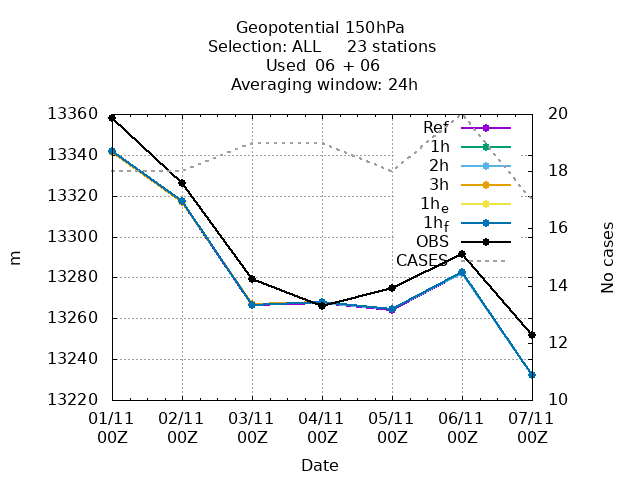 Geopotential 150hPa
Selection: ALL 23 stations
Used 06 + 06
Averaging window: 24h
13360
13340
13320
13300
13280
13260
13240
13220
m
20
18
16
14
12
10
No cases
Ref
1h
2h
3h
1h_e
1h_f
OBS
CASES
01/11 02/11 03/11 04/11 05/11 06/11 07/11
00Z 00Z 00Z 00Z 00Z 00Z 00Z
Date